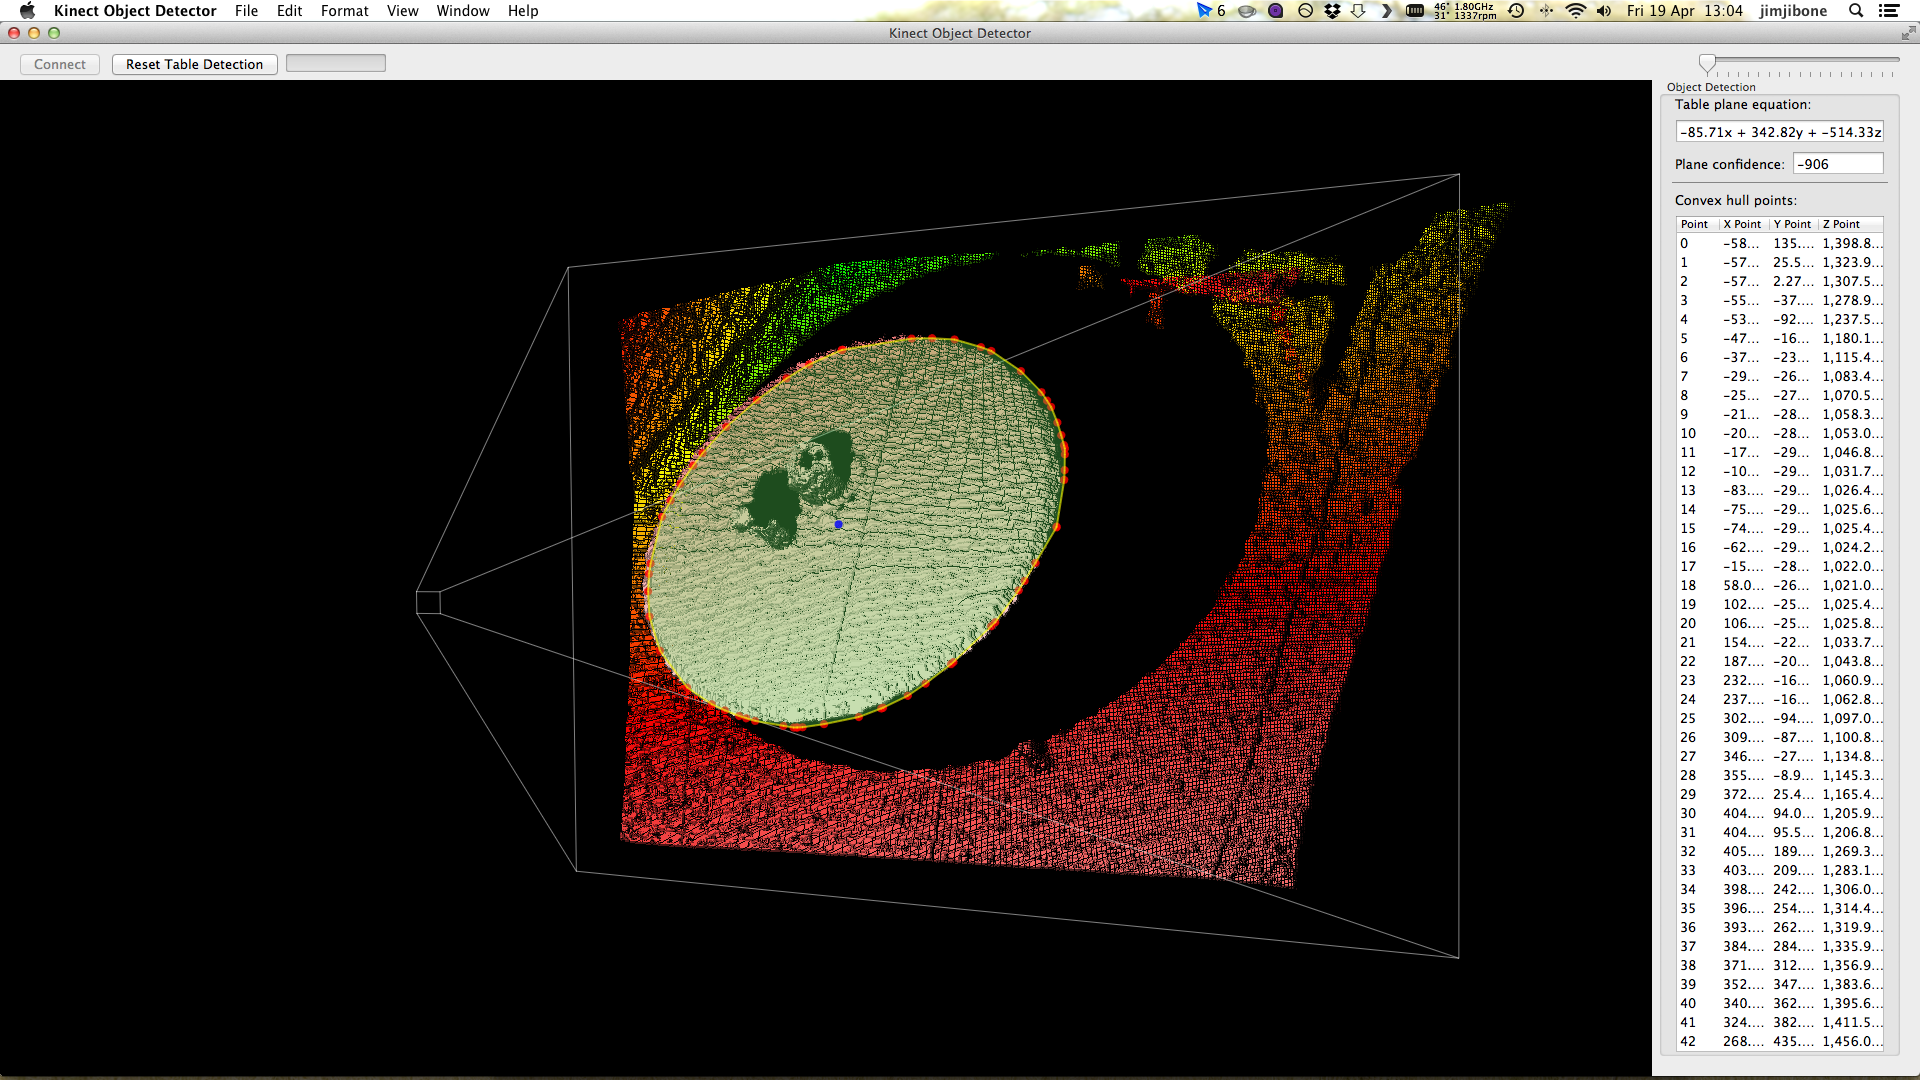 Kinect Object Detector File Edit Format View Window Help 6 46° 1.80GHz 31° 1337rpm Fri 19 Apr 13:04 jimjibone
Kinect Object Detector
Connect Reset Table Detection
Object Detection
Table plane equation:
-85.71x + 342.82y + -514.33z
Plane confidence: -906
Convex hull points:
Point X Point Y Point Z Point
0 -58... 135.... 1,398.8...
1 -57... 25.5... 1,323.9...
2 -57... 2.27... 1,307.5...
3 -55... -37.... 1,278.9...
4 -53... -92.... 1,237.5...
5 -47... -16... 1,180.1...
6 -37... -23... 1,115.4...
7 -29... -26... 1,083.4...
8 -25... -27... 1,070.5...
9 -21... -28... 1,058.3...
10 -20... -28... 1,053.0...
11 -17... -29... 1,046.8...
12 -10... -29... 1,031.7...
13 -83.... -29... 1,026.4...
14 -75.... -29... 1,025.6...
15 -74.... -29... 1,025.4...
16 -62.... -29... 1,024.2...
17 -15.... -28... 1,022.0...
18 58.0... -26... 1,021.0...
19 102.... -25... 1,025.4...
20 106.... -25... 1,025.8...
21 154.... -22... 1,033.7...
22 187.... -20... 1,043.8...
23 232.... -16... 1,060.9...
24 237.... -16... 1,062.8...
25 302.... -94.... 1,097.0...
26 309.... -87.... 1,100.8...
27 346.... -27.... 1,134.8...
28 355.... -8.9... 1,145.3...
29 372.... 25.4... 1,165.4...
30 404.... 94.0... 1,205.9...
31 404.... 95.5... 1,206.8...
32 405.... 189.... 1,269.3...
33 403.... 209.... 1,283.1...
34 398.... 242.... 1,306.0...
35 396.... 254.... 1,314.4...
36 393.... 262.... 1,319.9...
37 384.... 284.... 1,335.9...
38 371.... 312.... 1,356.9...
39 352.... 347.... 1,383.6...
40 340.... 362.... 1,395.6...
41 324.... 382.... 1,411.5...
42 268.... 435.... 1,456.0...